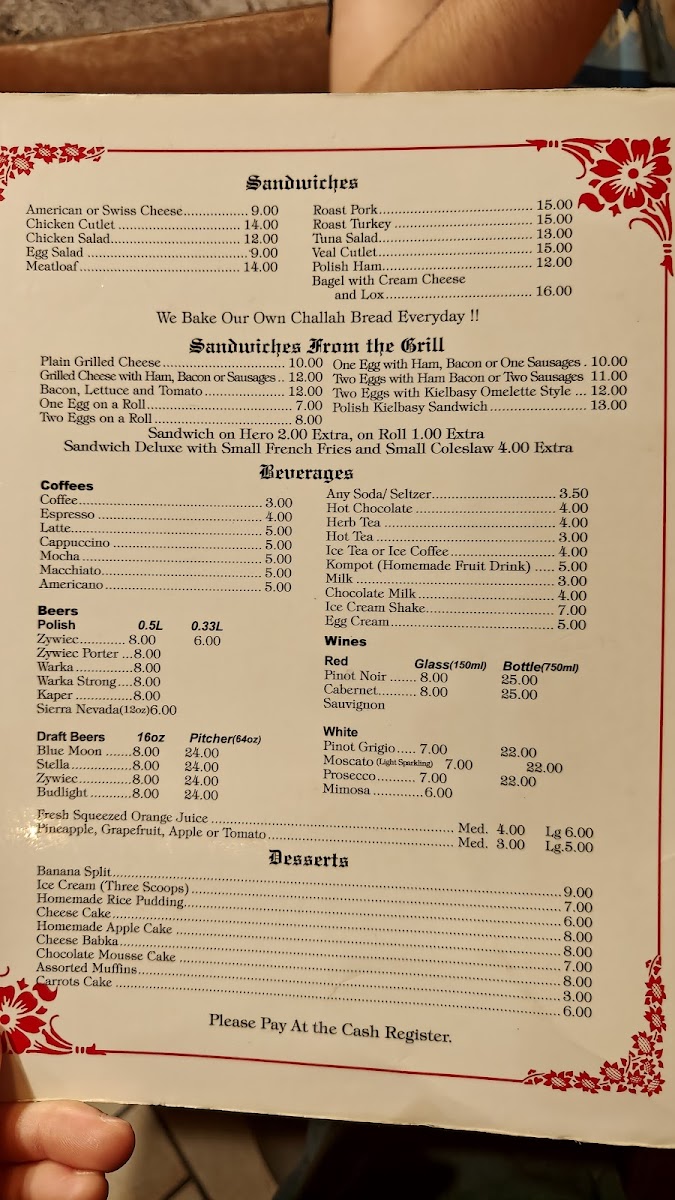 Sandwiches
American or Swiss Cheese................. 9.00
Chicken Cutlet ................................. 14.00
Chicken Salad................................... 12.00
Egg Salad ......................................... 9.00
Meatloaf............................................ 14.00
Roast Pork........................................ 15.00
Roast Turkey .................................... 15.00
Tuna Salad........................................ 13.00
Veal Cutlet........................................ 15.00
Polish Ham........................................ 12.00
Bagel with Cream Cheese
and Lox...................................... 16.00
We Bake Our Own Challah Bread Everyday !!
Sandwiches From the Grill
Plain Grilled Cheese ................................ 10.00
Grilled Cheese with Ham, Bacon or Sausages .. 12.00
Bacon, Lettuce and Tomato ..................... 12.00
One Egg on a Roll...................................... 7.00
Two Eggs on a Roll .................................... 8.00
One Egg with Ham, Bacon or One Sausages . 10.00
Two Eggs with Ham Bacon or Two Sausages 11.00
Two Eggs with Kielbasy Omelette Style ... 12.00
Polish Kielbasy Sandwich ......................... 13.00
Sandwich on Hero 2.00 Extra, on Roll 1.00 Extra
Sandwich Deluxe with Small French Fries and Small Coleslaw 4.00 Extra
Beverages
Coffees
Coffee............................................... 3.00
Espresso ........................................... 4.00
Latte.................................................. 5.00
Cappuccino ....................................... 5.00
Mocha ............................................... 5.00
Macchiato.......................................... 5.00
Americano ......................................... 5.00
Any Soda/ Seltzer............................... 3.50
Hot Chocolate .................................... 4.00
Herb Tea ............................................ 4.00
Hot Tea .............................................. 3.00
Ice Tea or Ice Coffee........................... 4.00
Kompot (Homemade Fruit Drink) ..... 5.00
Milk ................................................... 3.00
Chocolate Milk ................................... 4.00
Ice Cream Shake................................. 7.00
Egg Cream.......................................... 5.00
Beers
Polish 0.5L 0.33L
Zywiec............ 8.00 6.00
Zywiec Porter ...8.00
Warka ..............8.00
Warka Strong....8.00
Kaper ...............8.00
Sierra Nevada(12oz)6.00
Draft Beers 16oz Pitcher(64oz)
Blue Moon .......8.00 24.00
Stella................8.00 24.00
Zywiec..............8.00 24.00
Budlight ...........8.00 24.00
Wines
Red Glass(150ml) Bottle(750ml)
Pinot Noir ....... 8.00 25.00
Cabernet.......... 8.00 25.00
Sauvignon
White
Pinot Grigio..... 7.00 22.00
Moscato (Light Sparkling) 7.00 22.00
Prosecco.......... 7.00 22.00
Mimosa .............6.00
Fresh Squeezed Orange Juice ........................................ Med. 4.00 Lg 6.00
Pineapple, Grapefruit, Apple or Tomato........................... Med. 3.00 Lg.5.00
Desserts
Banana Split........................................................................ 9.00
Ice Cream (Three Scoops) .................................................... 7.00
Homemade Rice Pudding..................................................... 6.00
Cheese Cake ........................................................................ 8.00
Homemade Apple Cake ....................................................... 8.00
Cheese Babka...................................................................... 7.00
Chocolate Mousse Cake ...................................................... 8.00
Assorted Muffins................................................................. 3.00
Carrots Cake ....................................................................... 6.00
Please Pay At the Cash Register.